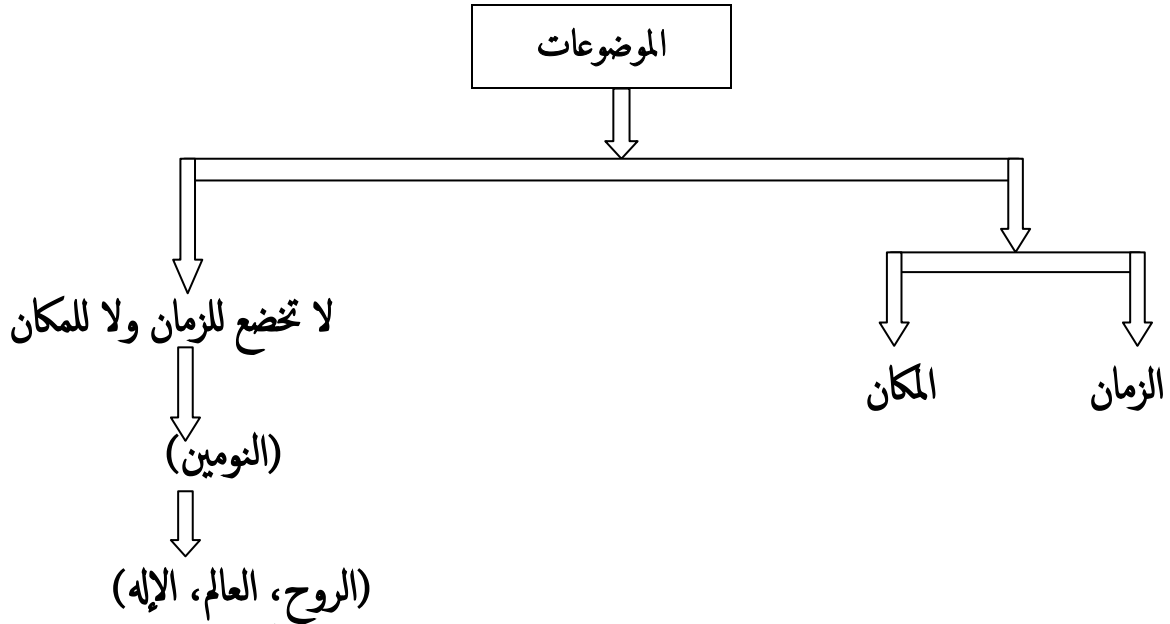 الموضوعات
لا تخضع للزمان ولا للمكان
الزمان
المكان
(النومين)
(الروح، العالم، الإله)